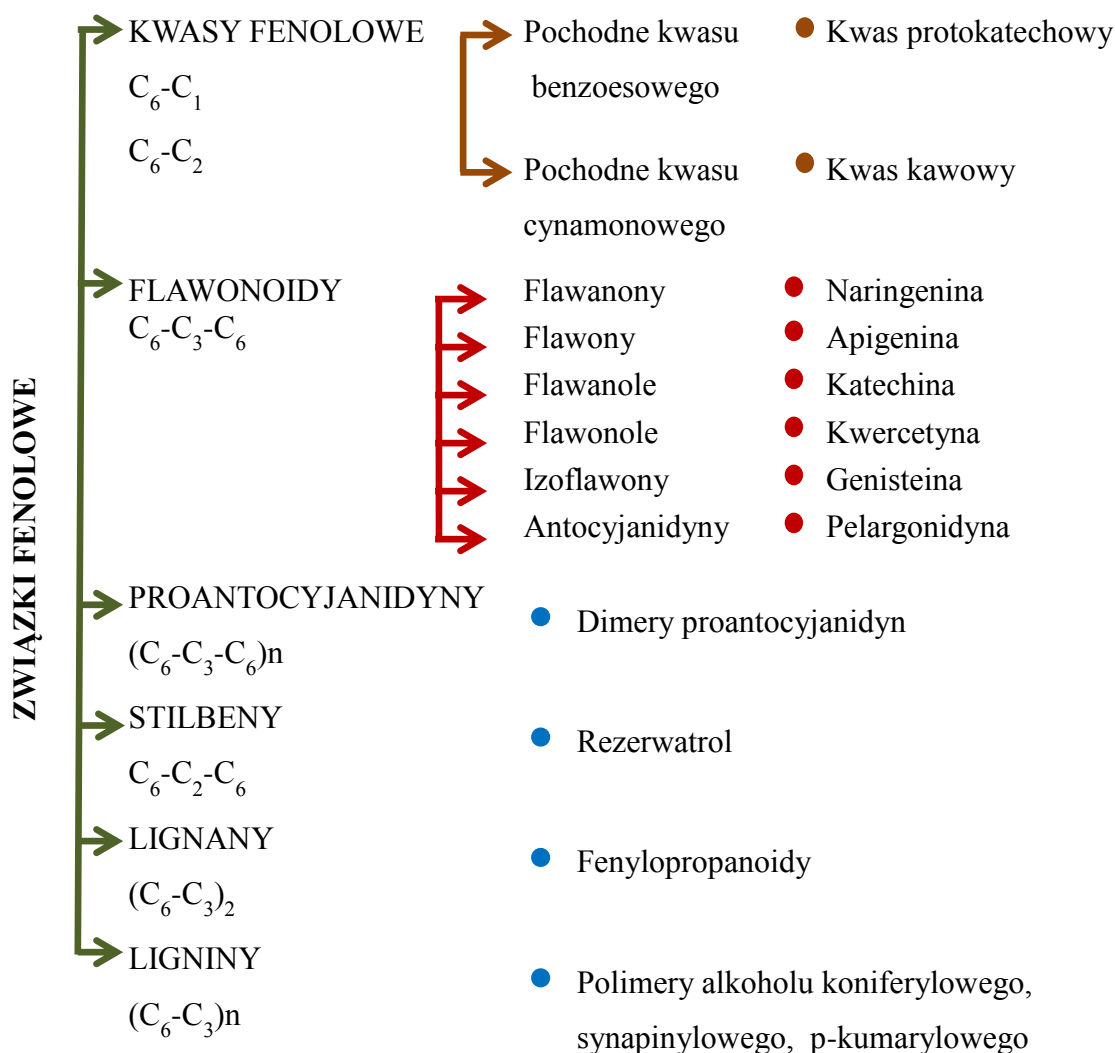 ZWIĄZKI FENOLOWE
KWASY FENOLOWE
C₆-C₁
C₆-C₂
Pochodne kwasu
benzoesowego
Kwas protokatechowy
Pochodne kwasu
cynamonowego
Kwas kawowy
FLAWONOIDY
C₆-C₃-C₆
Flawanony
Naringenina
Flawony
Apigenina
Flawanole
Katechina
Flawonole
Kwercetyna
Izoflawony
Genisteina
Antocyjanidyny
Pelargonidyna
PROANTOCYJANIDYNY
(C₆-C₃-C₆)n
Dimery proantocyjanidyn
STILBENY
C₆-C₂-C₆
Rezerwatrol
LIGNANY
(C₆-C₃)₂
Fenylopropanoidy
LIGNINY
(C₆-C₃)n
Polimery alkoholu koniferylowego,
synapinylowego, p-kumarylowego